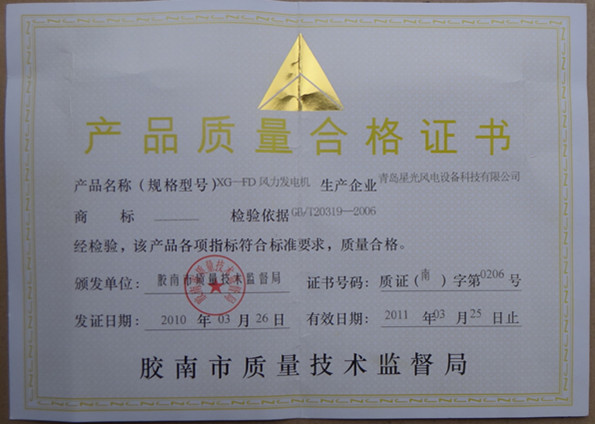 产品质量合格证书
产品名称（规格型号）XG—FD 风力发电机 生产企业 青岛星光风电设备科技有限公司
商 标 检验依据 GB/T20319—2006
经检验，该产品各项指标符合标准要求，质量合格。
颁发单位： 胶南市质量技术监督局 证书号码：质证（南）字第0206号
发证日期： 2010 年 03 月 26 日 有效日期： 2011 年 03 月 25 日止
胶南市质量技术监督局